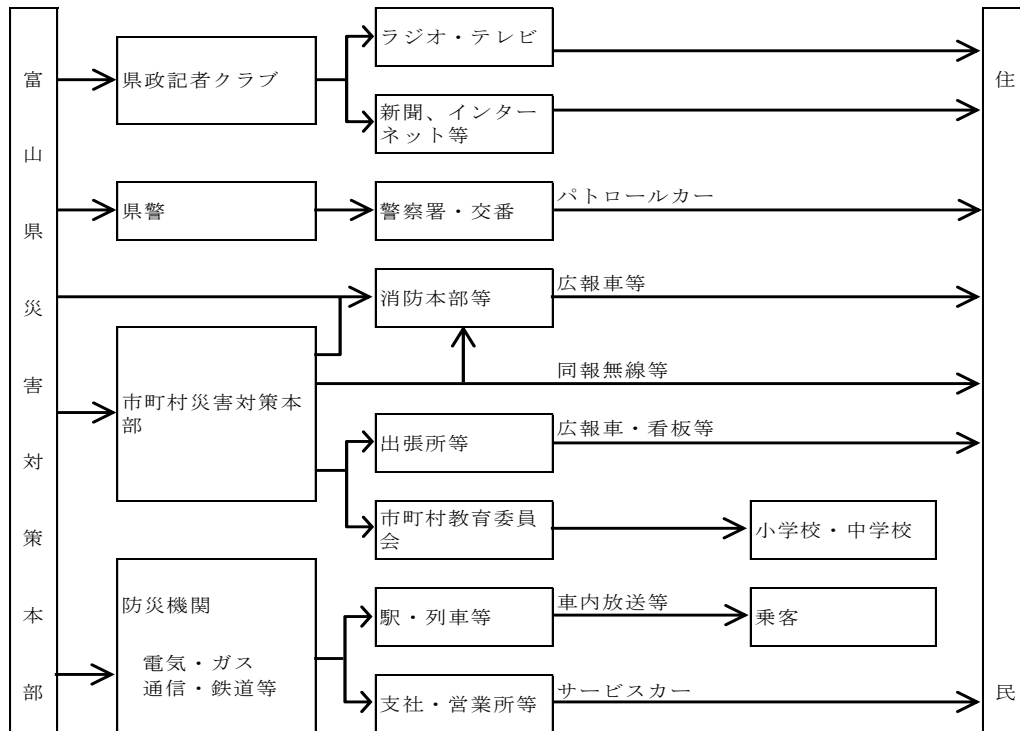 富山県災害対策本部
県政記者クラブ
ラジオ・テレビ
新聞、インター
ネット等
県警
警察署・交番
パトロールカー
消防本部等
広報車等
市町村災害対策本
部
同報無線等
出張所等
広報車・看板等
市町村教育委員
会
小学校・中学校
防災機関
電気・ガス
通信・鉄道等
駅・列車等
車内放送等
乗客
支社・営業所等
サービスカー
住民